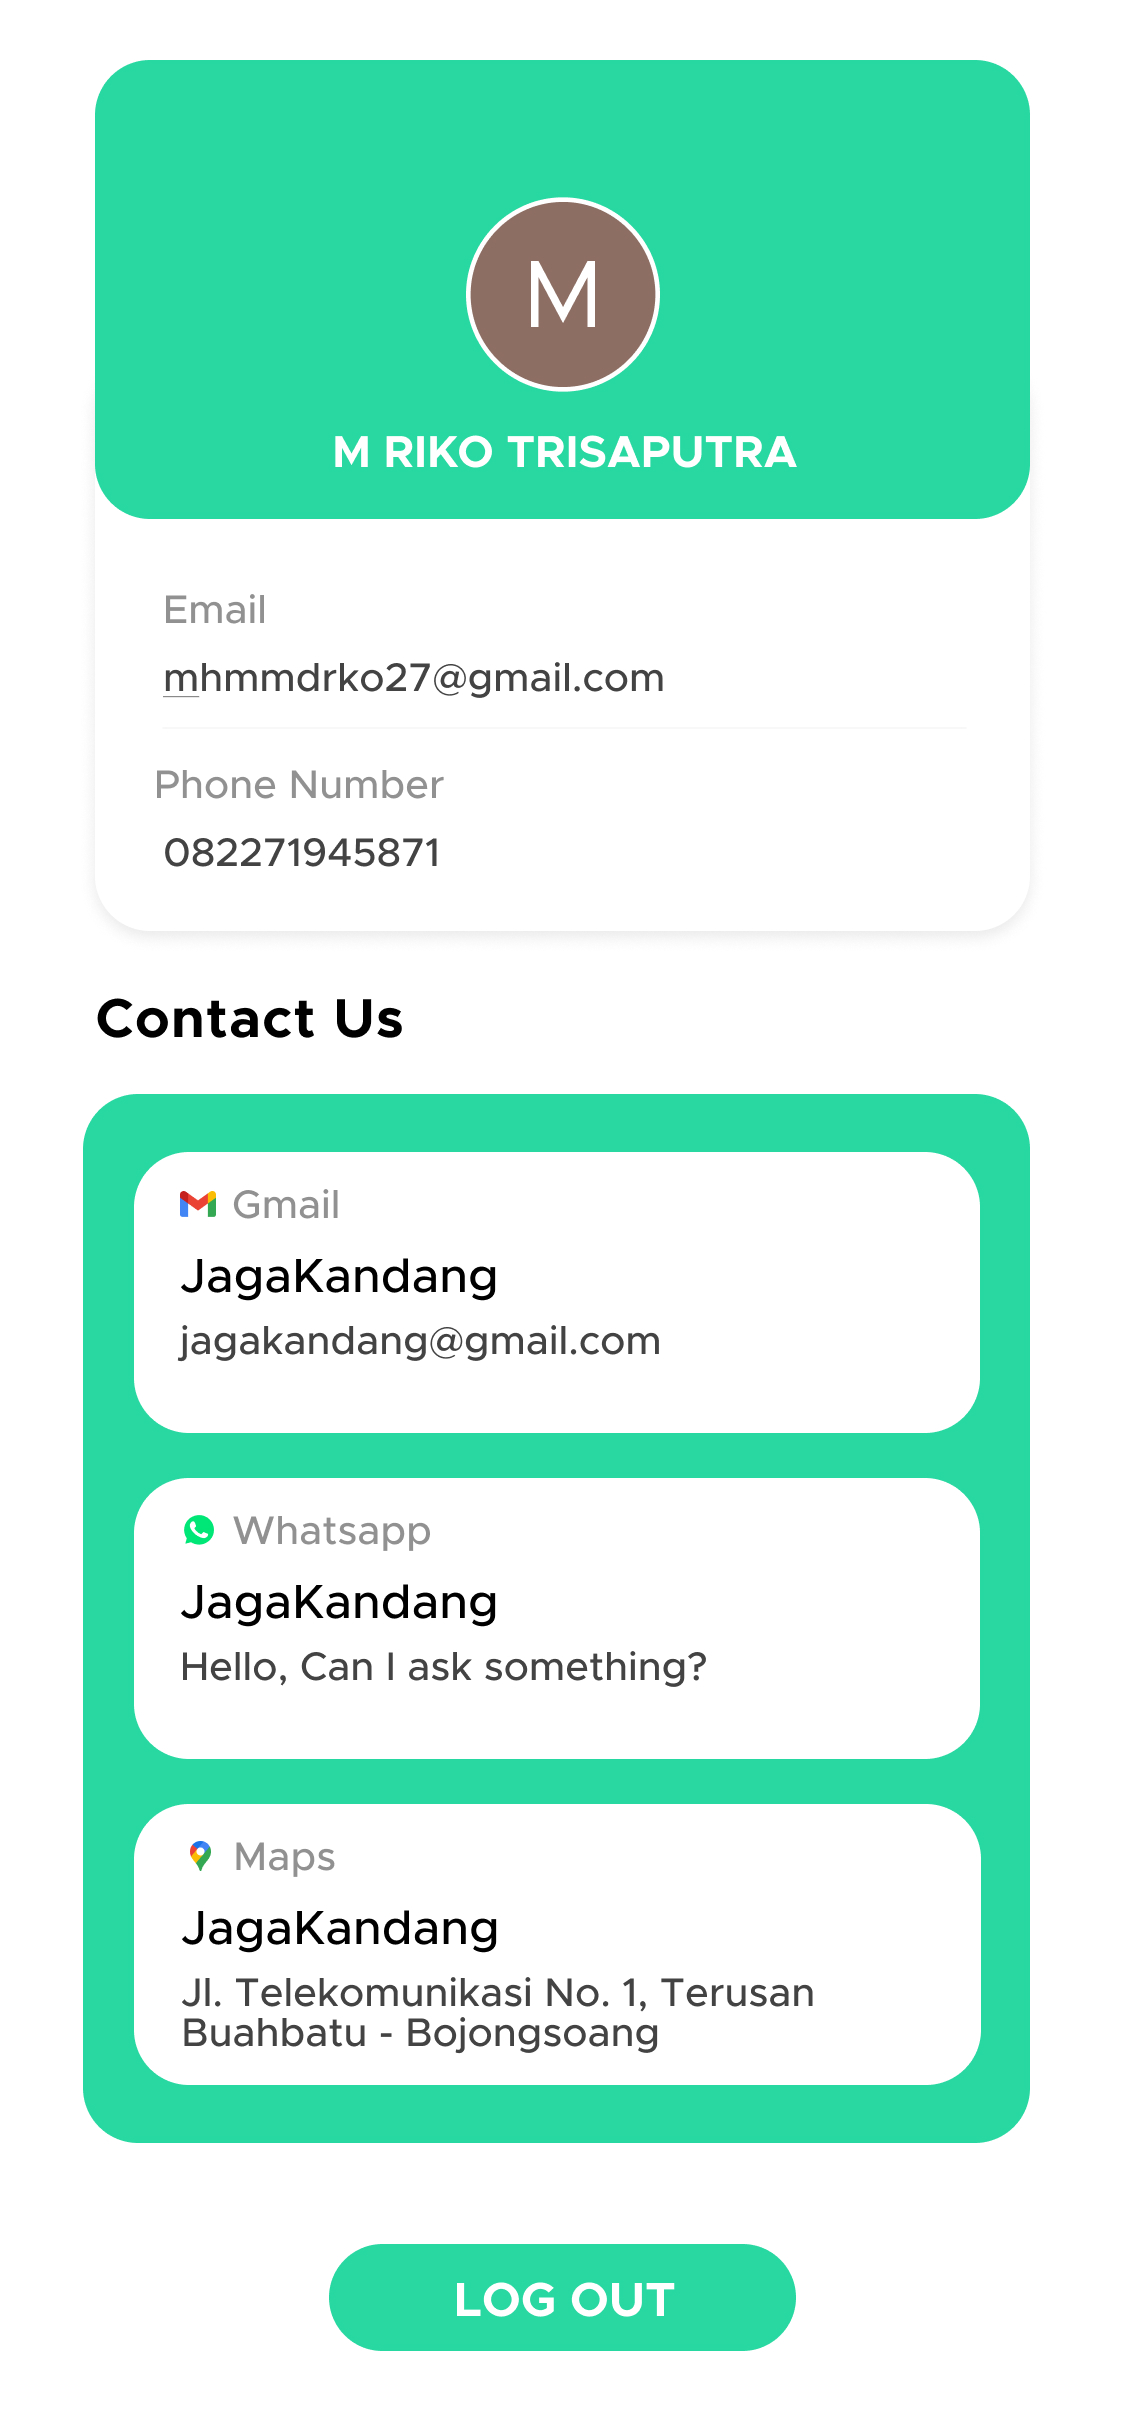 M
M RIKO TRISAPUTRA
Email
mhmmdrko27@gmail.com
Phone Number
082271945871
Contact Us
Gmail
JagaKandang
jagakandang@gmail.com
Whatsapp
JagaKandang
Hello, Can I ask something?
Maps
JagaKandang
Jl. Telekomunikasi No. 1, Terusan
Buahbatu - Bojongsoang
LOG OUT